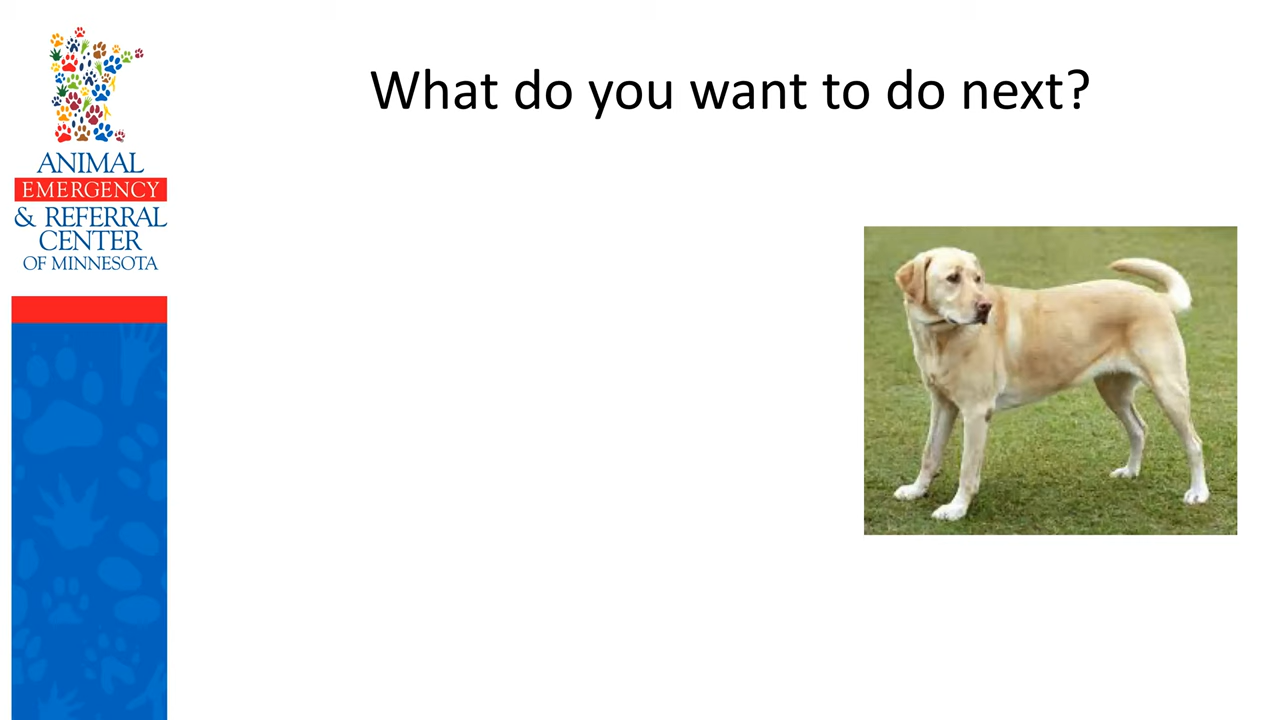 What do you want to do next?
ANIMAL
EMERGENCY
& REFERRAL
CENTER
OF MINNESOTA